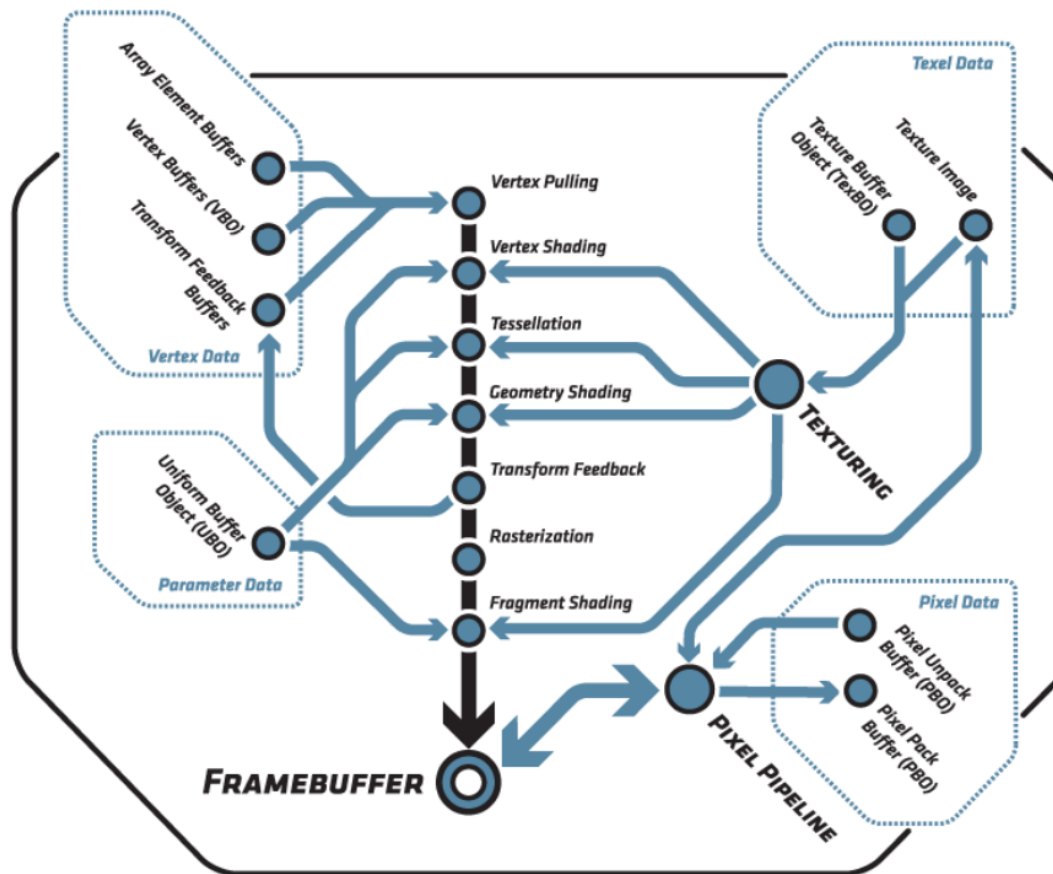 Array Element Buffers
Vertex Buffers (VBO)
Transform Feedback
Buffers
Vertex Data
Uniform Buffer
Object (UBO)
Parameter Data
Vertex Pulling
Vertex Shading
Tessellation
Geometry Shading
Transform Feedback
Rasterization
Fragment Shading
FRAMEBUFFER
Texel Data
Texture Buffer
Object (TexBO)
Texture Image
TEXTURING
Pixel Data
Pixel Unpack
Buffer (PBO)
Pixel Pack
Buffer (PBO)
PIXEL PIPELINE